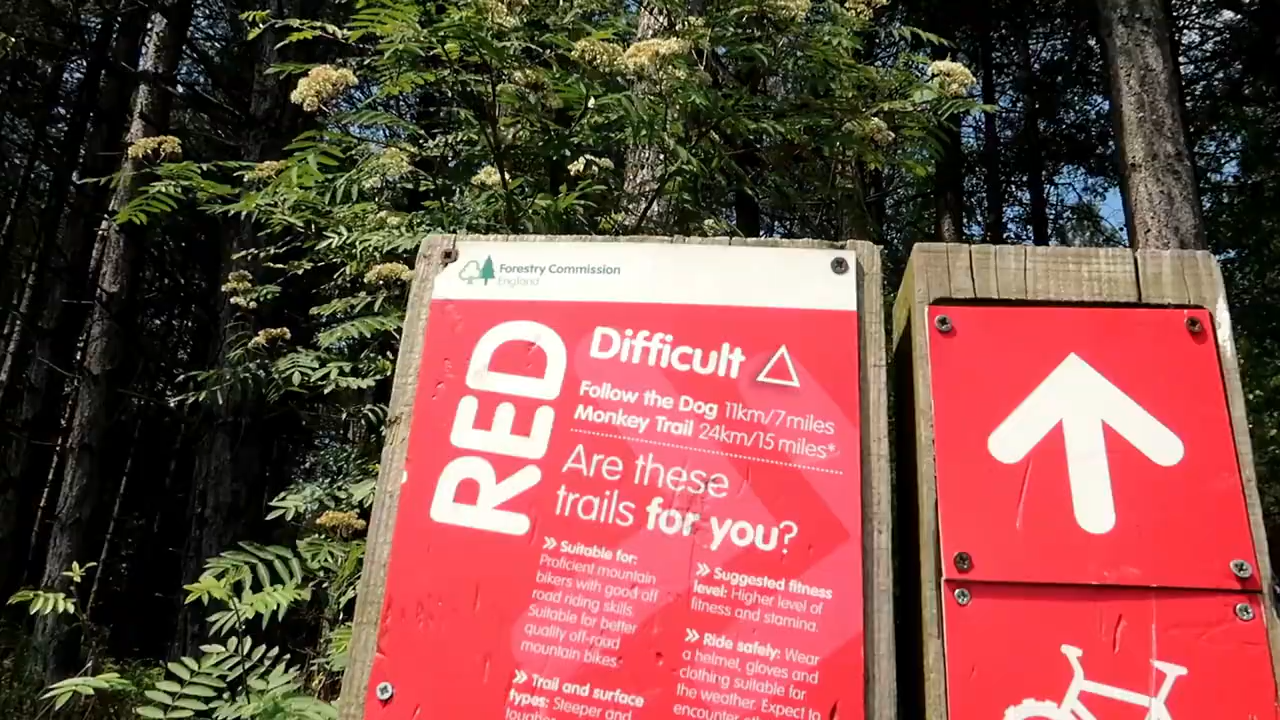 Forestry Commission
England
RED
Difficult
Follow the Dog 11km/7miles
Monkey Trail 24km/15 miles*
Are these
trails for you?
» Suitable for:
Proficient mountain
bikers with good off
road riding skills.
Suitable for better
quality off-road
mountain bikes.
» Trail and surface
types: Steeper and
tougher
» Suggested fitness
level: Higher level of
fitness and stamina.
» Ride safely: Wear
a helmet, gloves and
clothing suitable for
the weather. Expect to
encounter